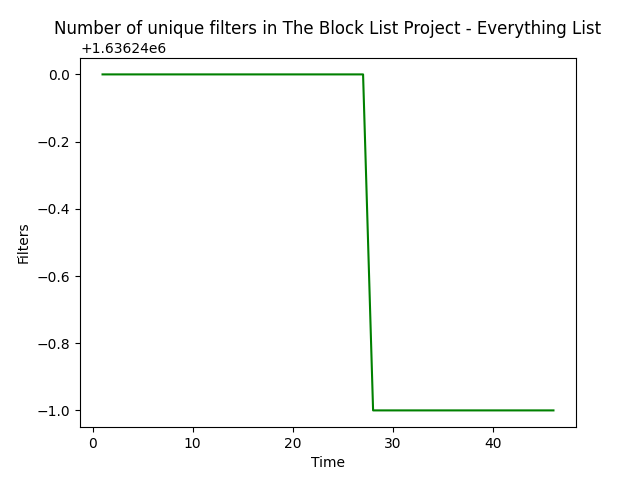 Number of unique filters in The Block List Project - Everything List
+1.63624e6
0.0
−0.2
−0.4
−0.6
−0.8
−1.0
Filters
0 10 20 30 40
Time